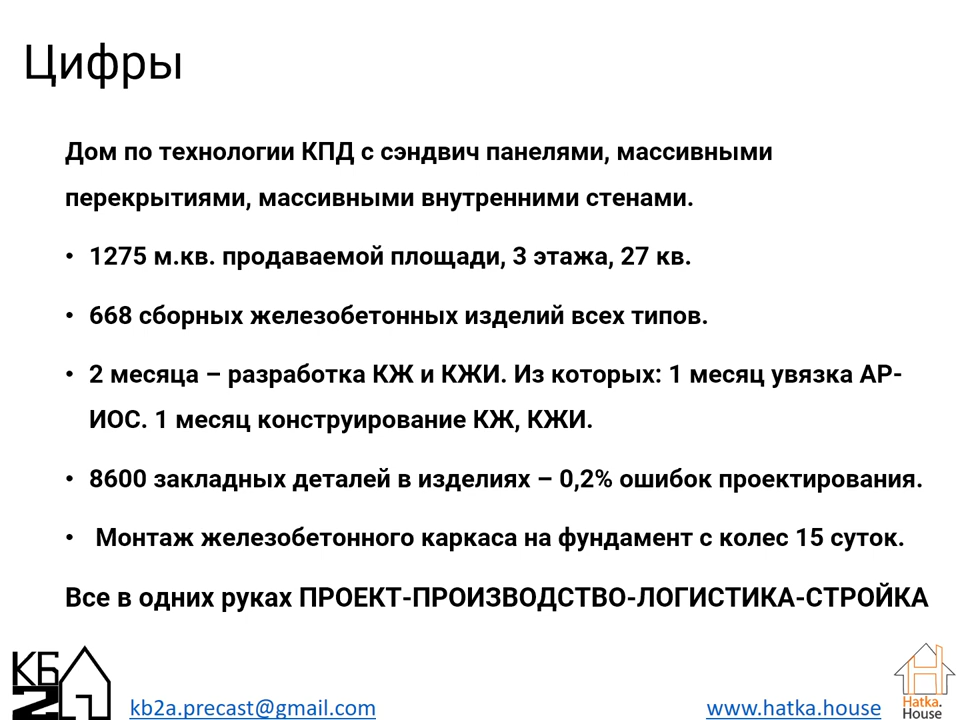 Цифры
Дом по технологии КПД с сэндвич панелями, массивными
перекрытиями, массивными внутренними стенами.
• 1275 м.кв. продаваемой площади, 3 этажа, 27 кв.
• 668 сборных железобетонных изделий всех типов.
• 2 месяца – разработка КЖ и КЖИ. Из которых: 1 месяц увязка АР-
ИОС. 1 месяц конструирование КЖ, КЖИ.
• 8600 закладных деталей в изделиях – 0,2% ошибок проектирования.
• Монтаж железобетонного каркаса на фундамент с колес 15 суток.
Все в одних руках ПРОЕКТ-ПРОИЗВОДСТВО-ЛОГИСТИКА-СТРОЙКА
КБ
2
kb2a.precast@gmail.com
www.hatka.house
Hatka.
House